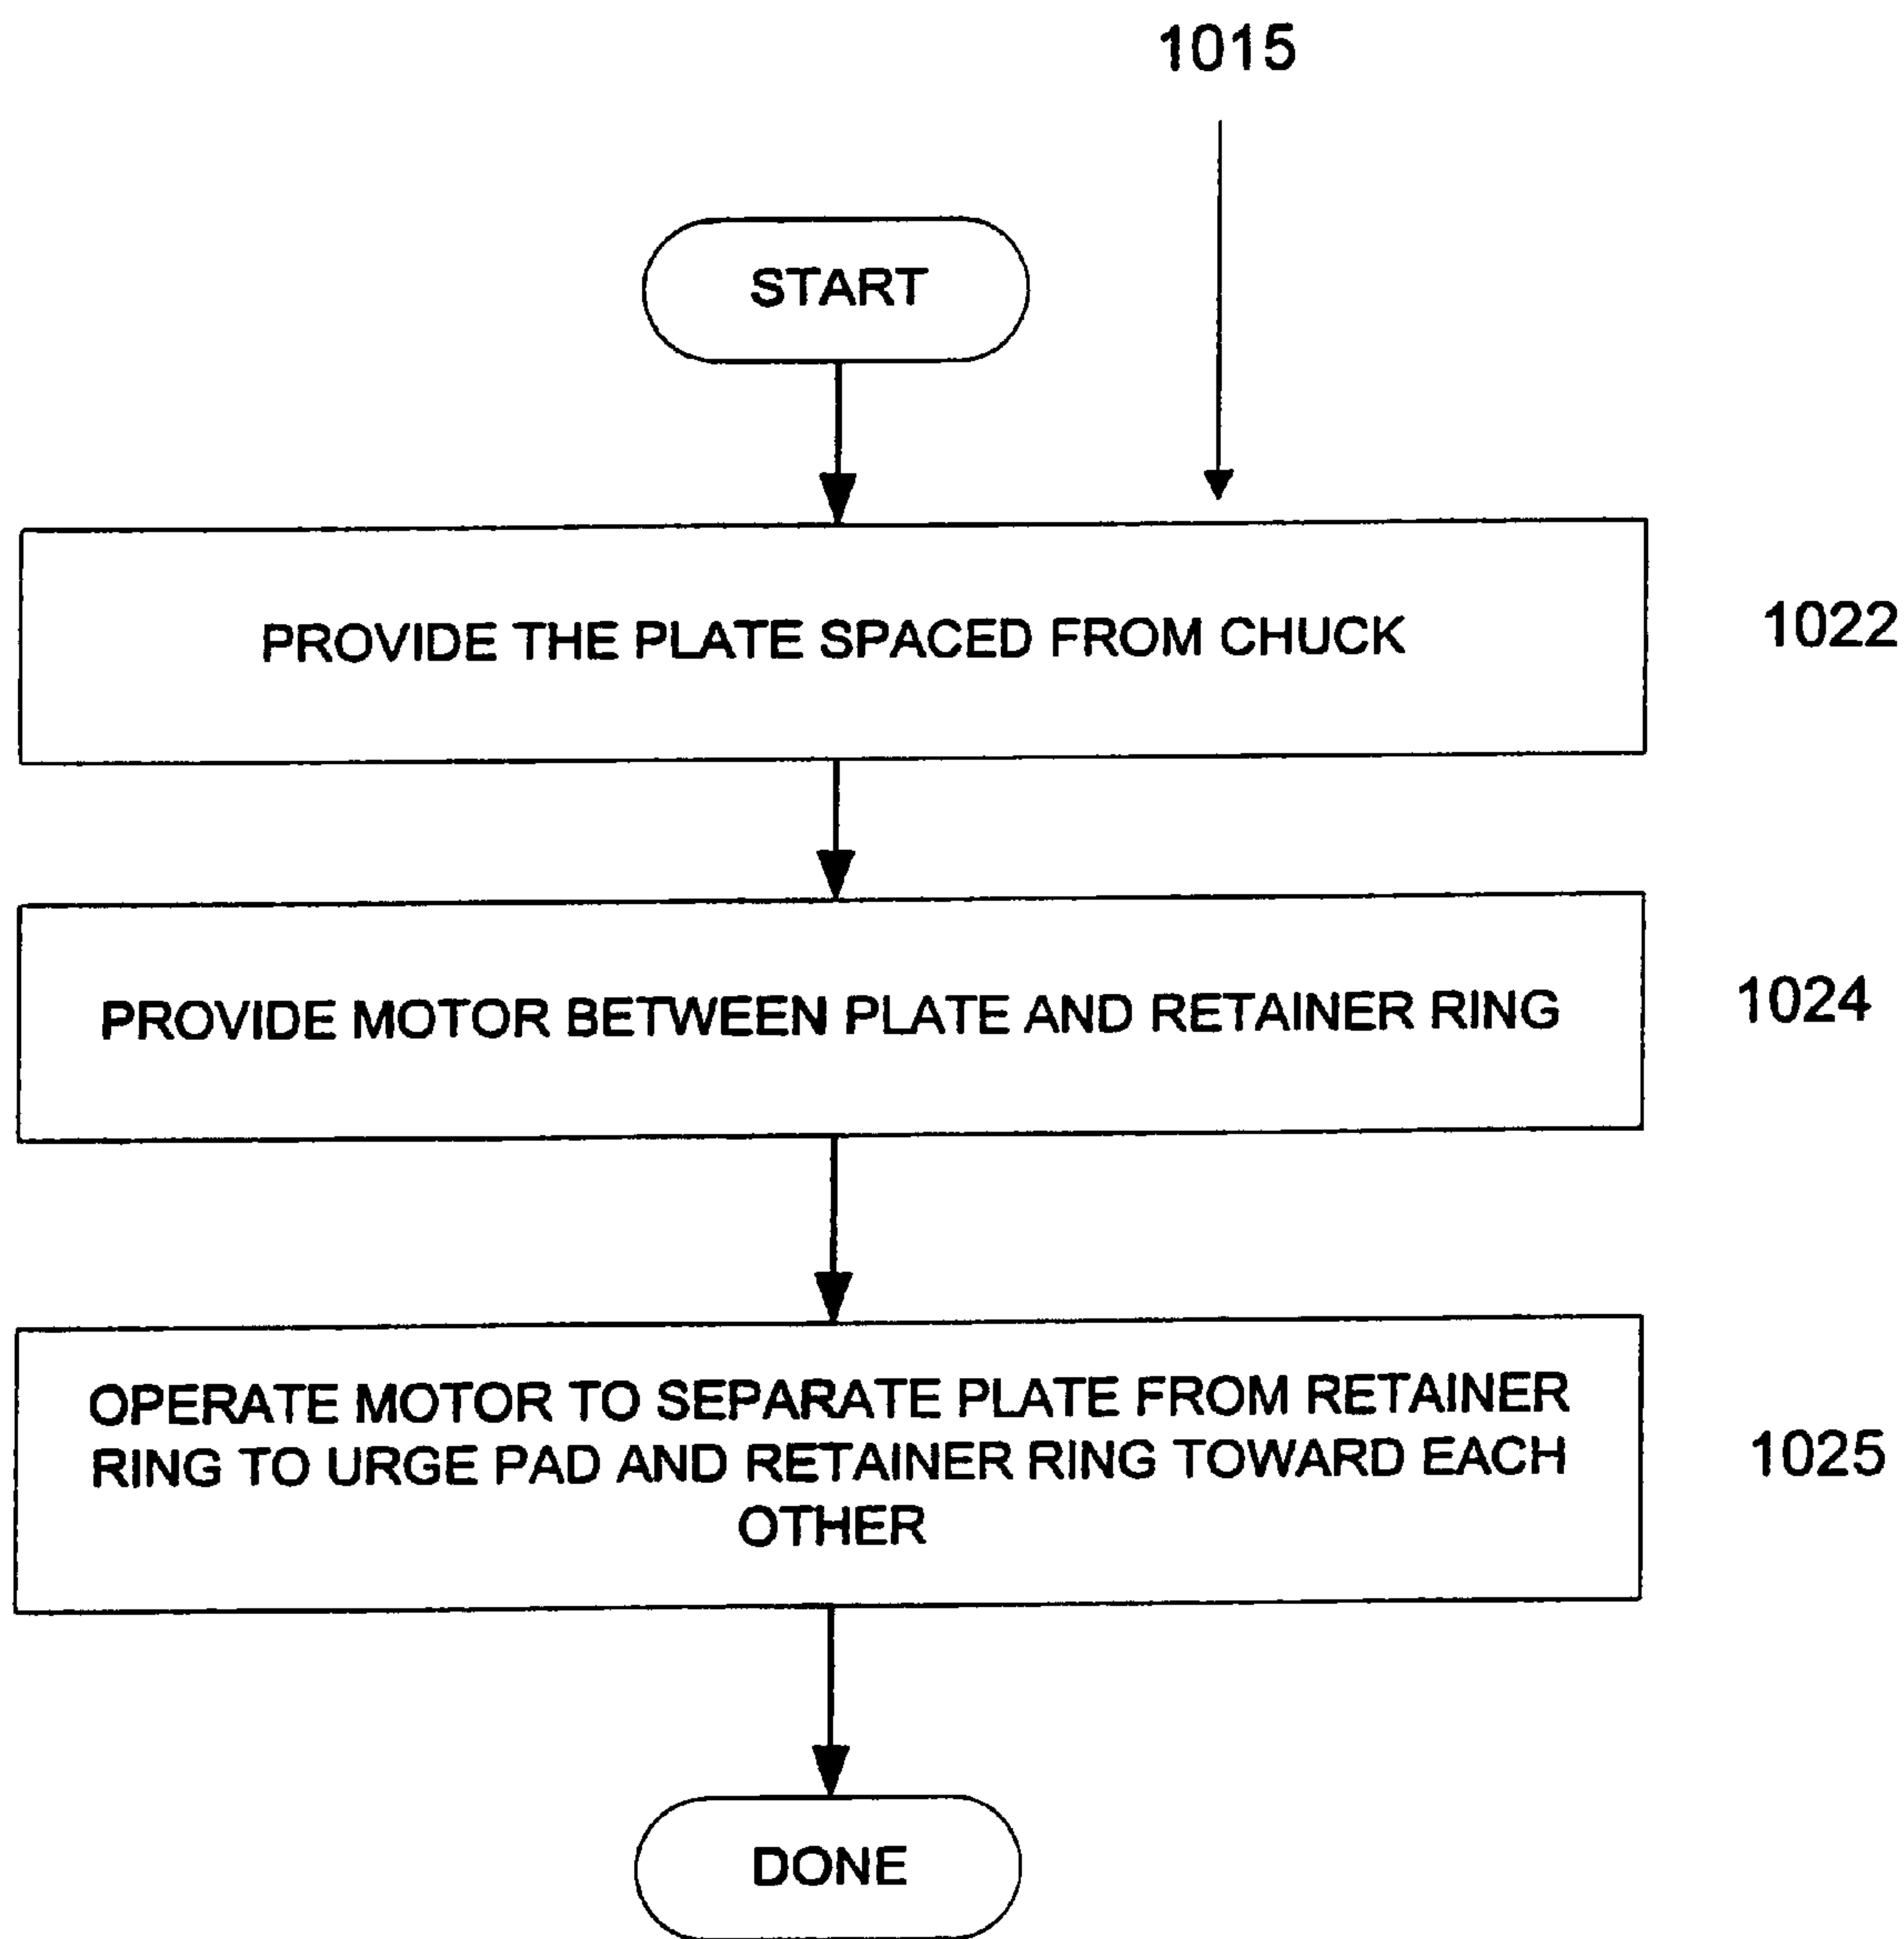 1015
START
PROVIDE THE PLATE SPACED FROM CHUCK
1022
PROVIDE MOTOR BETWEEN PLATE AND RETAINER RING
1024
OPERATE MOTOR TO SEPARATE PLATE FROM RETAINER
RING TO URGE PAD AND RETAINER RING TOWARD EACH
OTHER
1025
DONE